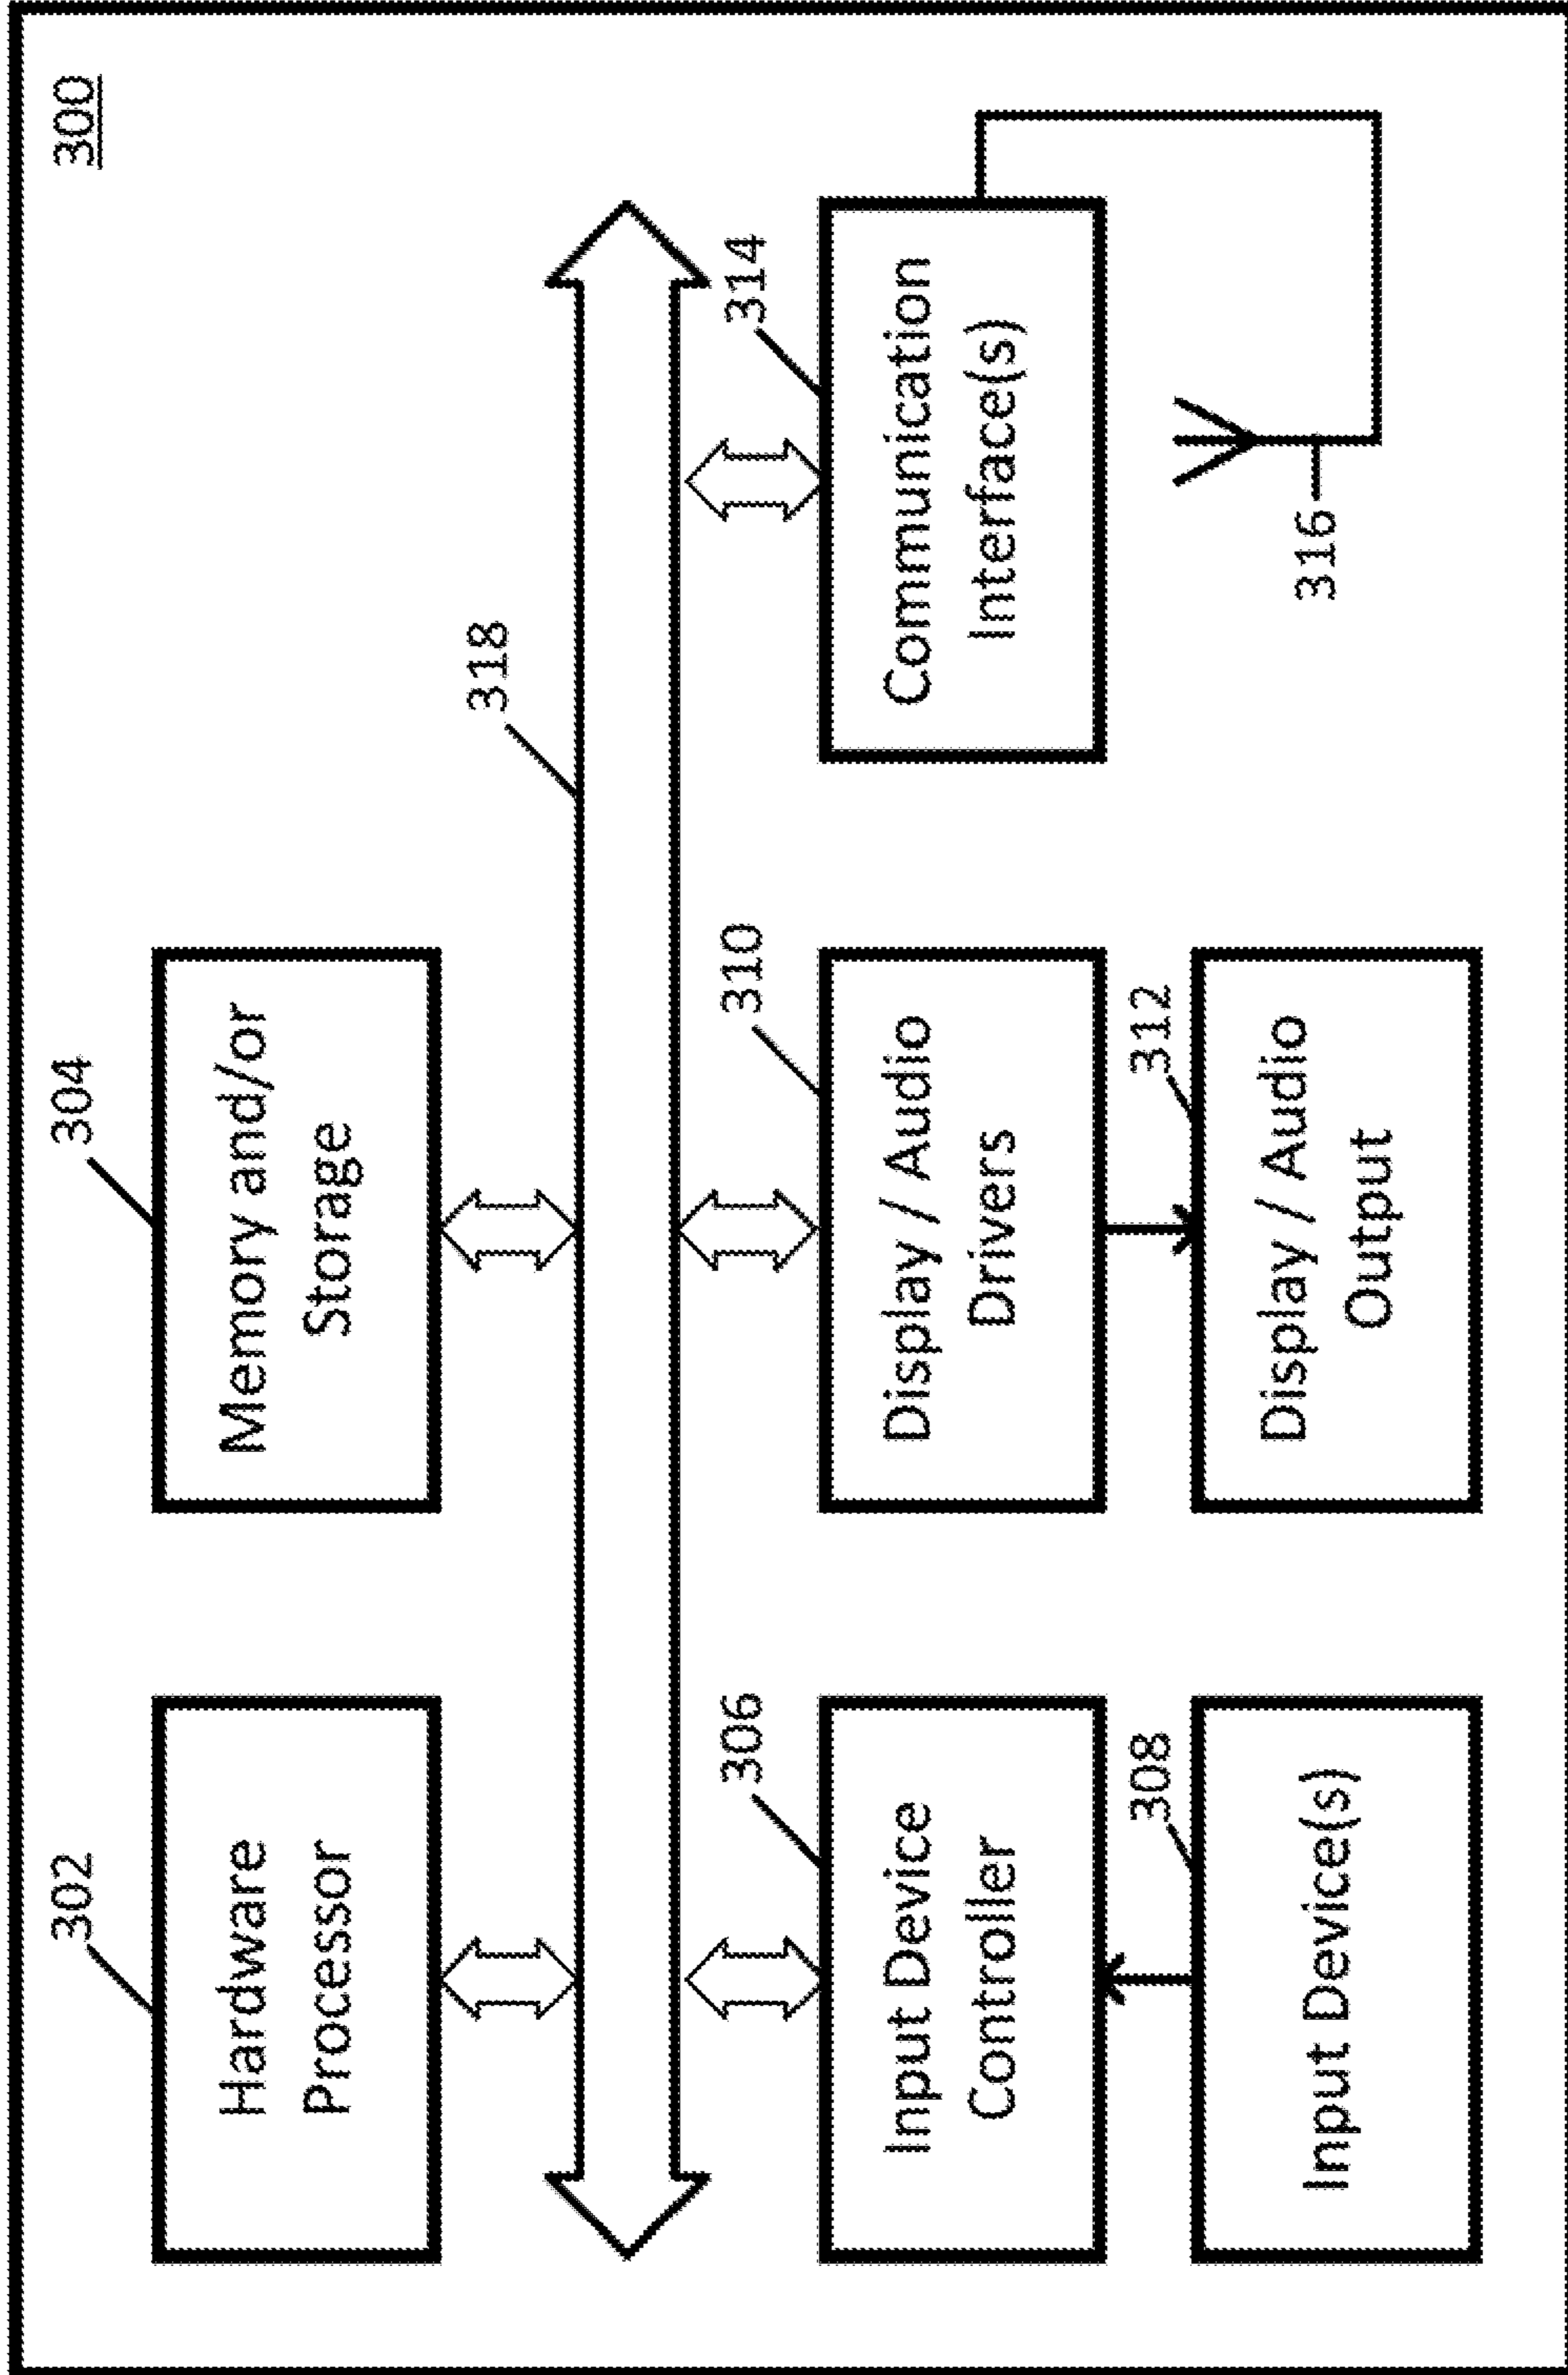 300
302
Hardware
Processor
304
Memory and/or
Storage
318
306
Input Device
Controller
310
Display / Audio
Drivers
314
Communication
Interface(s)
308
Input Device(s)
312
Display / Audio
Output
316